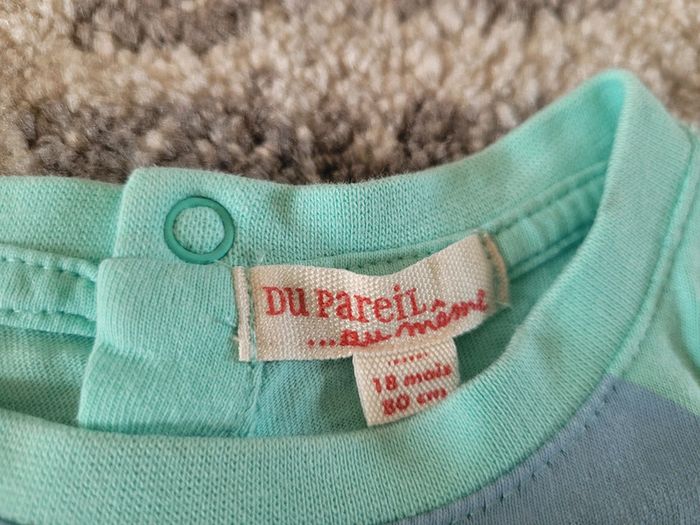 DU PAREIL
...au même
18 mois
80 cm